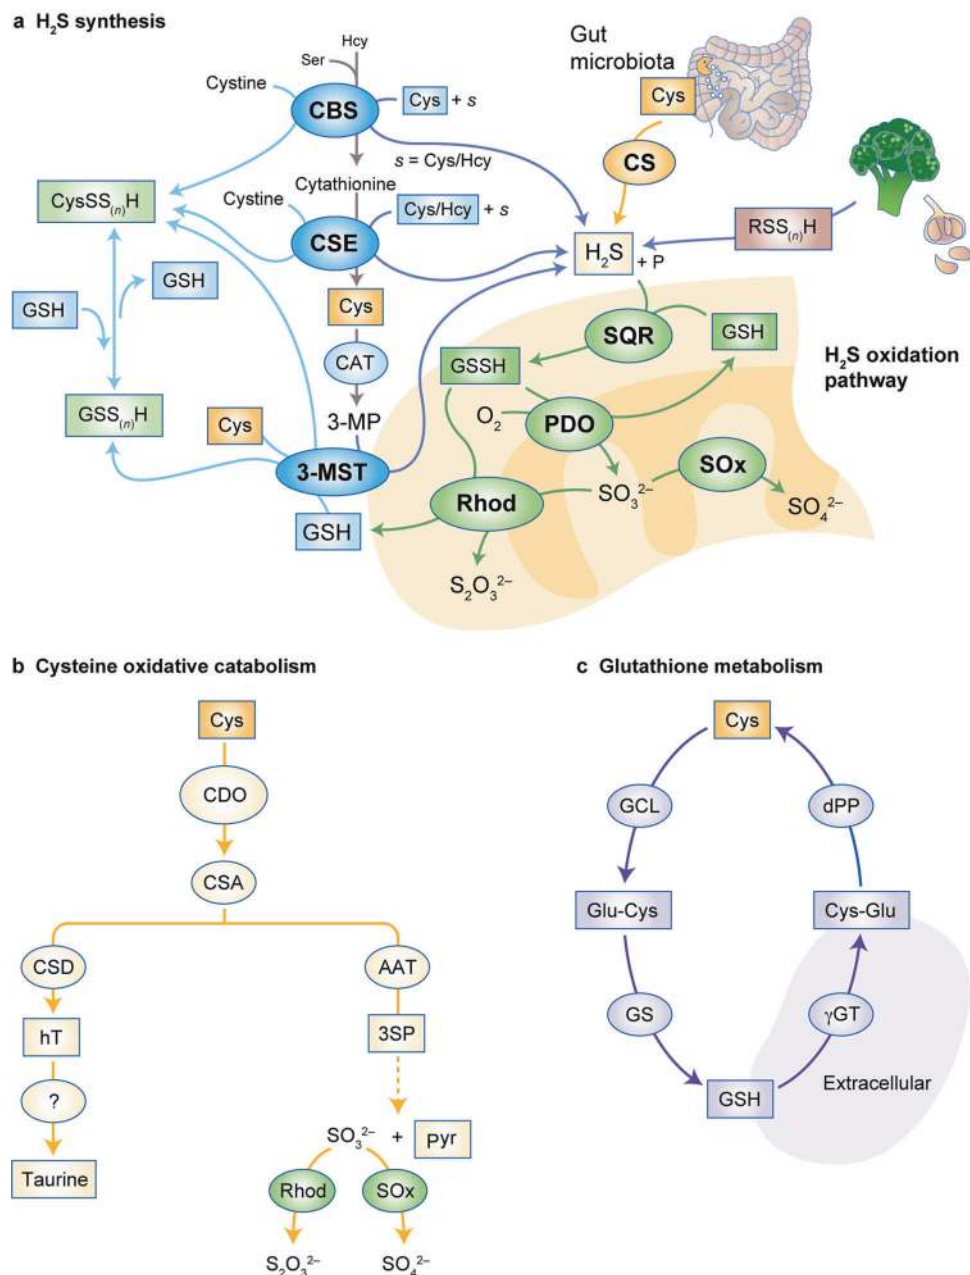 a H₂S synthesis
Hcy
Ser
Cystine
CBS
Cys + s
s = Cys/Hcy
Gut
microbiota
Cys
CS
CysSS(n)H
Cytathionine
Cystine
Cys/Hcy + s
CSE
H₂S + P
RSS(n)H
GSH
GSH
Cys
CAT
3-MP
SQR
GSH
GSSH
H₂S oxidation
pathway
GSS(n)H
Cys
O₂
PDO
3-MST
SOx
Rhod
SO₃²⁻
SO₄²⁻
GSH
S₂O₃²⁻
b Cysteine oxidative catabolism
Cys
CDO
CSA
CSD
AAT
hT
3SP
?
SO₃²⁻ + Pyr
Taurine
Rhod
SOx
S₂O₃²⁻
SO₄²⁻
c Glutathione metabolism
Cys
GCL
dPP
Glu-Cys
Cys-Glu
GS
γGT
GSH
Extracellular